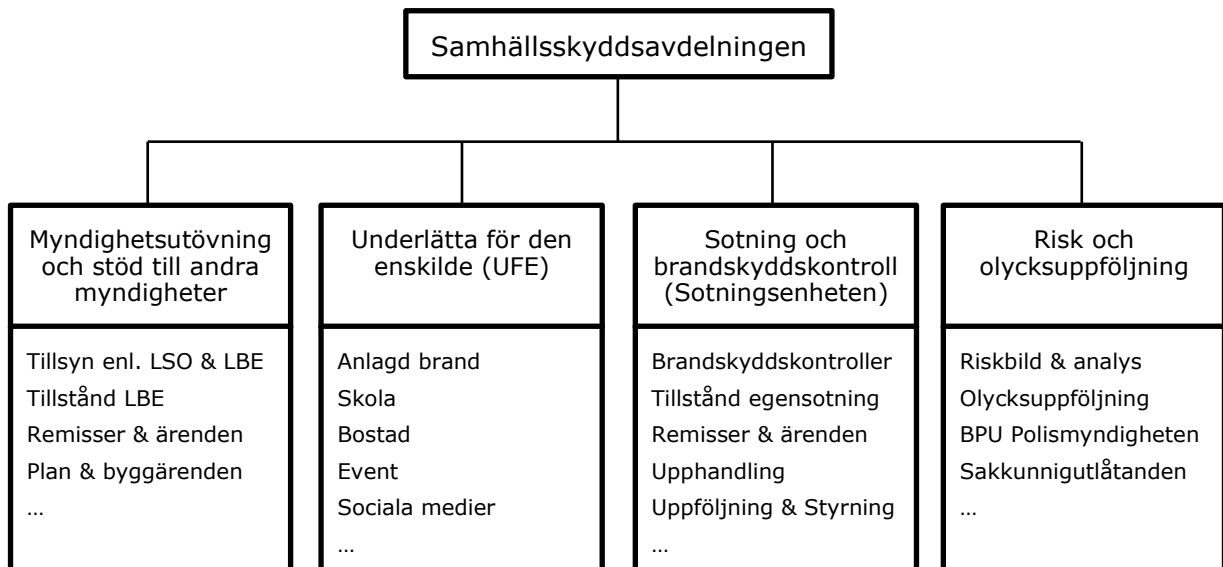 Samhällsskyddsavdelningen
Myndighetsutövning
och stöd till andra
myndigheter
Tillsyn enl. LSO & LBE
Tillstånd LBE
Remisser & ärenden
Plan & byggärenden
…
Underlätta för den
enskilde (UFE)
Anlagd brand
Skola
Bostad
Event
Sociala medier
…
Sotning och
brandskyddskontroll
(Sotningsenheten)
Brandskyddskontroller
Tillstånd egensotning
Remisser & ärenden
Upphandling
Uppföljning & Styrning
…
Risk och
olycksuppföljning
Riskbild & analys
Olycksuppföljning
BPU Polismyndigheten
Sakkunnigutlåtanden
…